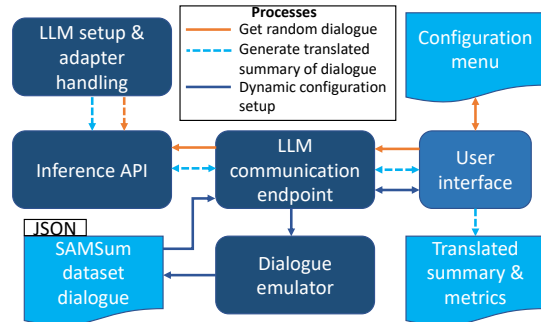 LLM setup &
adapter
handling
Processes
Get random dialogue
Generate translated
summary of dialogue
Dynamic configuration
setup
Configuration
menu
Inference API
LLM
communication
endpoint
User
interface
JSON
SAMSum
dataset
dialogue
Dialogue
emulator
Translated
summary &
metrics